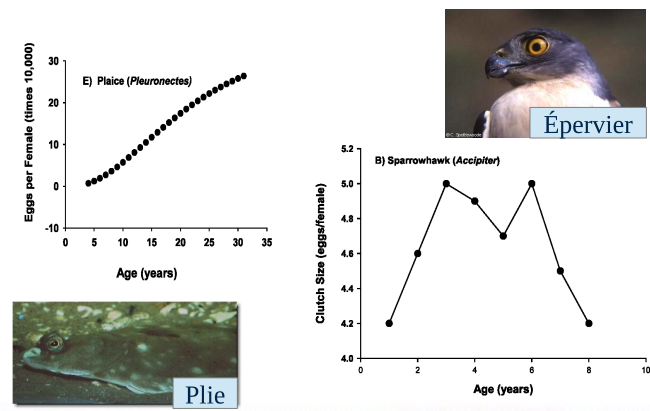 E) Plaice (Pleuronectes)
Eggs per Female (times 10,000)
30
20
10
0
-10
0 5 10 15 20 25 30 35
Age (years)
Plie
© C. Spottiswoode
Épervier
B) Sparrowhawk (Accipiter)
Clutch Size (eggs/female)
5.2
5.0
4.8
4.6
4.4
4.2
4.0
0 2 4 6 8 10
Age (years)